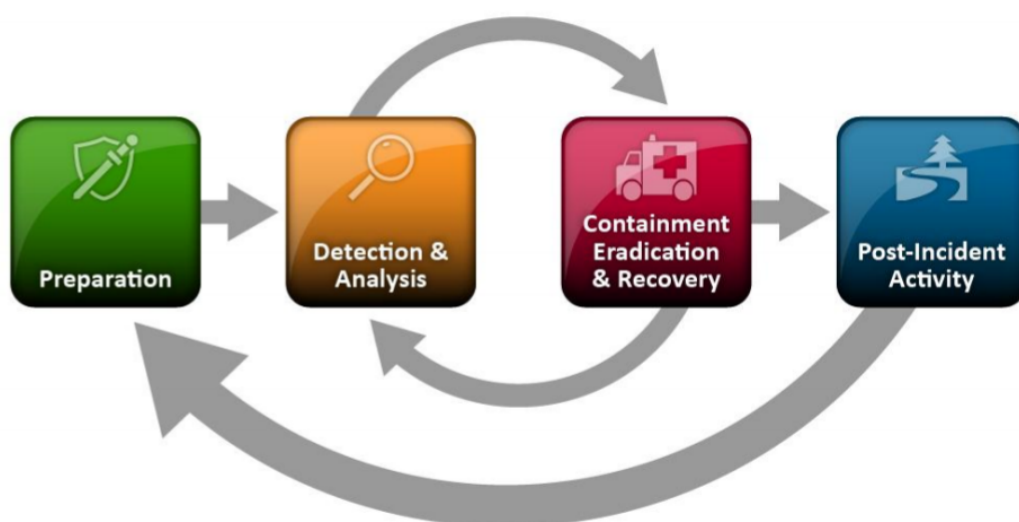 Preparation
Detection &
Analysis
Containment
Eradication
& Recovery
Post-Incident
Activity